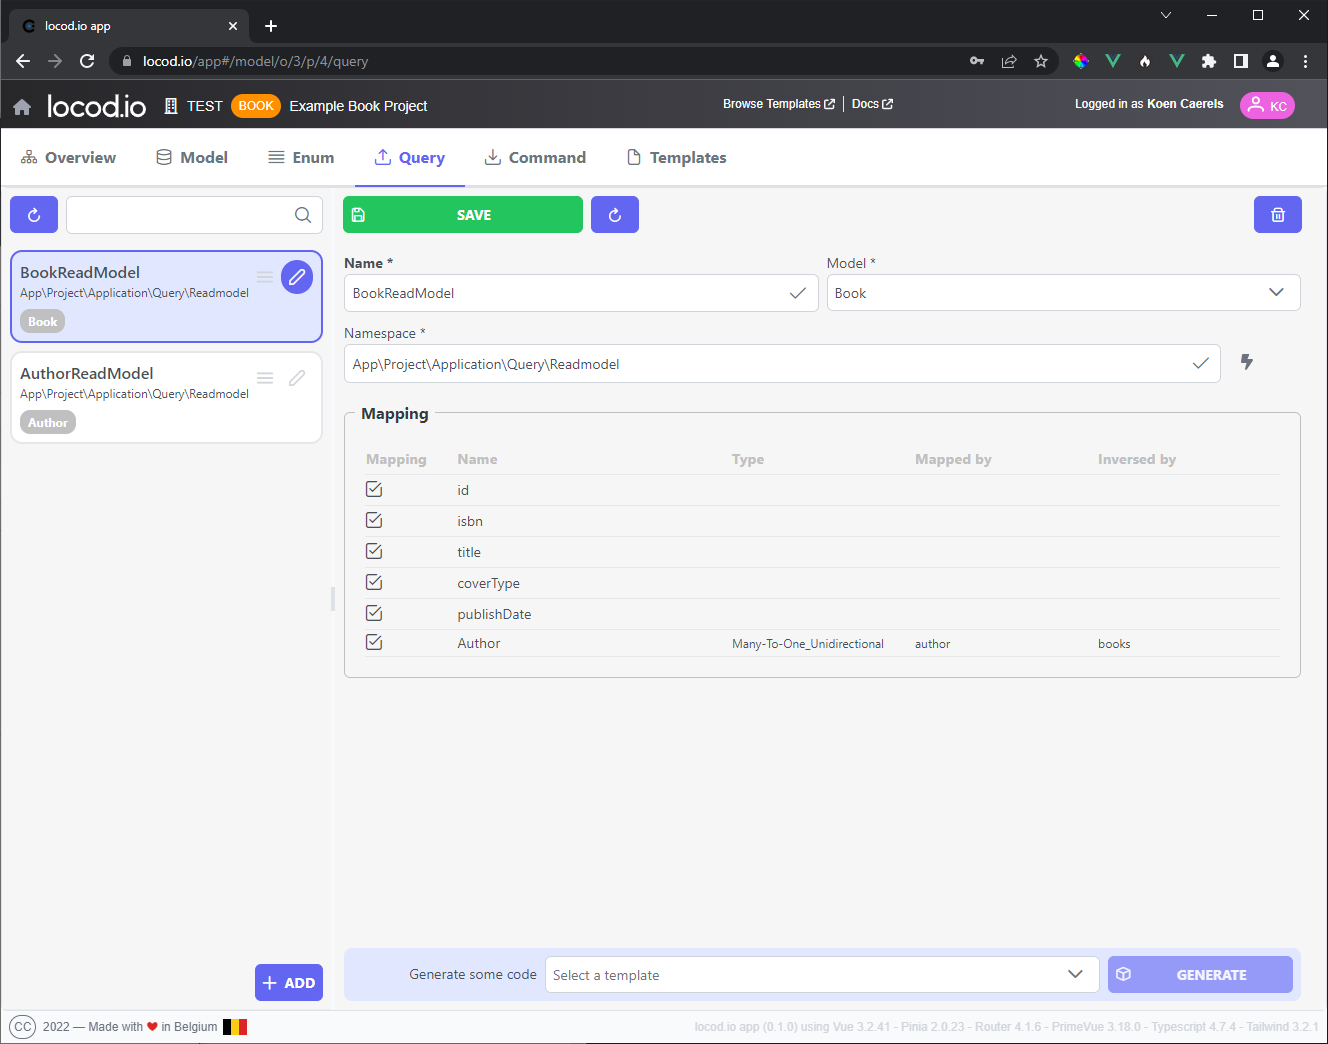 locod.io app
locod.io/app#/model/o/3/p/4/query
locod.io TEST BOOK Example Book Project Browse Templates Docs Logged in as Koen Caerels KC
Overview Model Enum Query Command Templates
SAVE
BookReadModel
App\Project\Application\Query\Readmodel
Book
AuthorReadModel
App\Project\Application\Query\Readmodel
Author
ADD
Name * Model *
BookReadModel Book
Namespace *
App\Project\Application\Query\Readmodel
Mapping
Mapping Name Type Mapped by Inversed by
id
isbn
title
coverType
publishDate
Author Many-To-One_Unidirectional author books
Generate some code Select a template GENERATE
CC 2022 — Made with ❤ in Belgium locod.io app (0.1.0) using Vue 3.2.41 - Pinia 2.0.23 - Router 4.1.6 - PrimeVue 3.18.0 - Typescript 4.7.4 - Tailwind 3.2.1